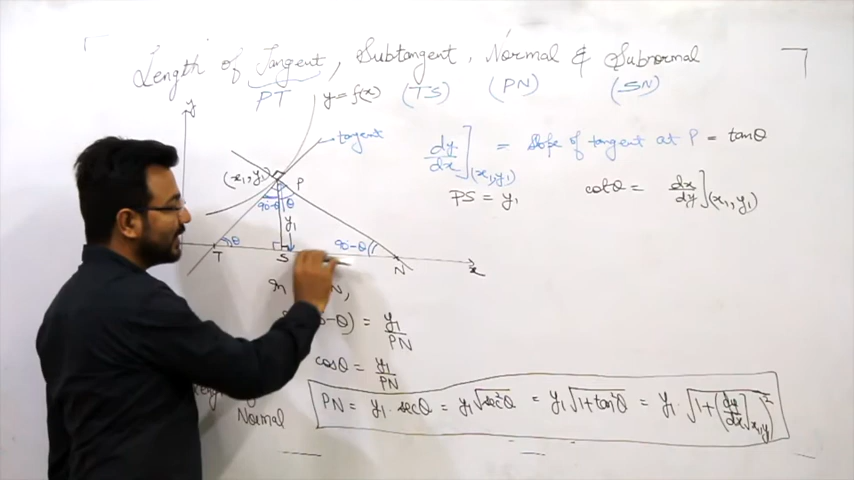 Length of Tangent, Subtangent, Normal & Subnormal
PT (TS) (PN) (SN)
y
y = f(x)
tangent
(x₁, y₁)
P
90-θ θ
y₁
θ
90-θ
T S N x
dy/dx](x₁,y₁) = Slope of tangent at P = tanθ
PS = y₁
cotθ = dx/dy](x₁,y₁)
-θ) = y₁/PN
cosθ = y₁/PN
Normal
PN = y₁ · secθ = y₁√sec²θ = y₁√1+tan²θ = y₁ · √1+(dy/dx]x₁,y₁)²